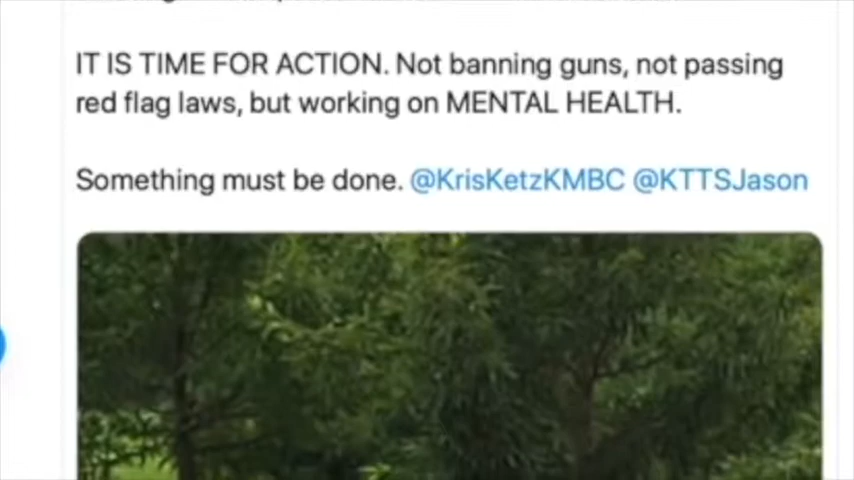 IT IS TIME FOR ACTION. Not banning guns, not passing
red flag laws, but working on MENTAL HEALTH.
Something must be done. @KrisKetzKMBC @KTTSJason